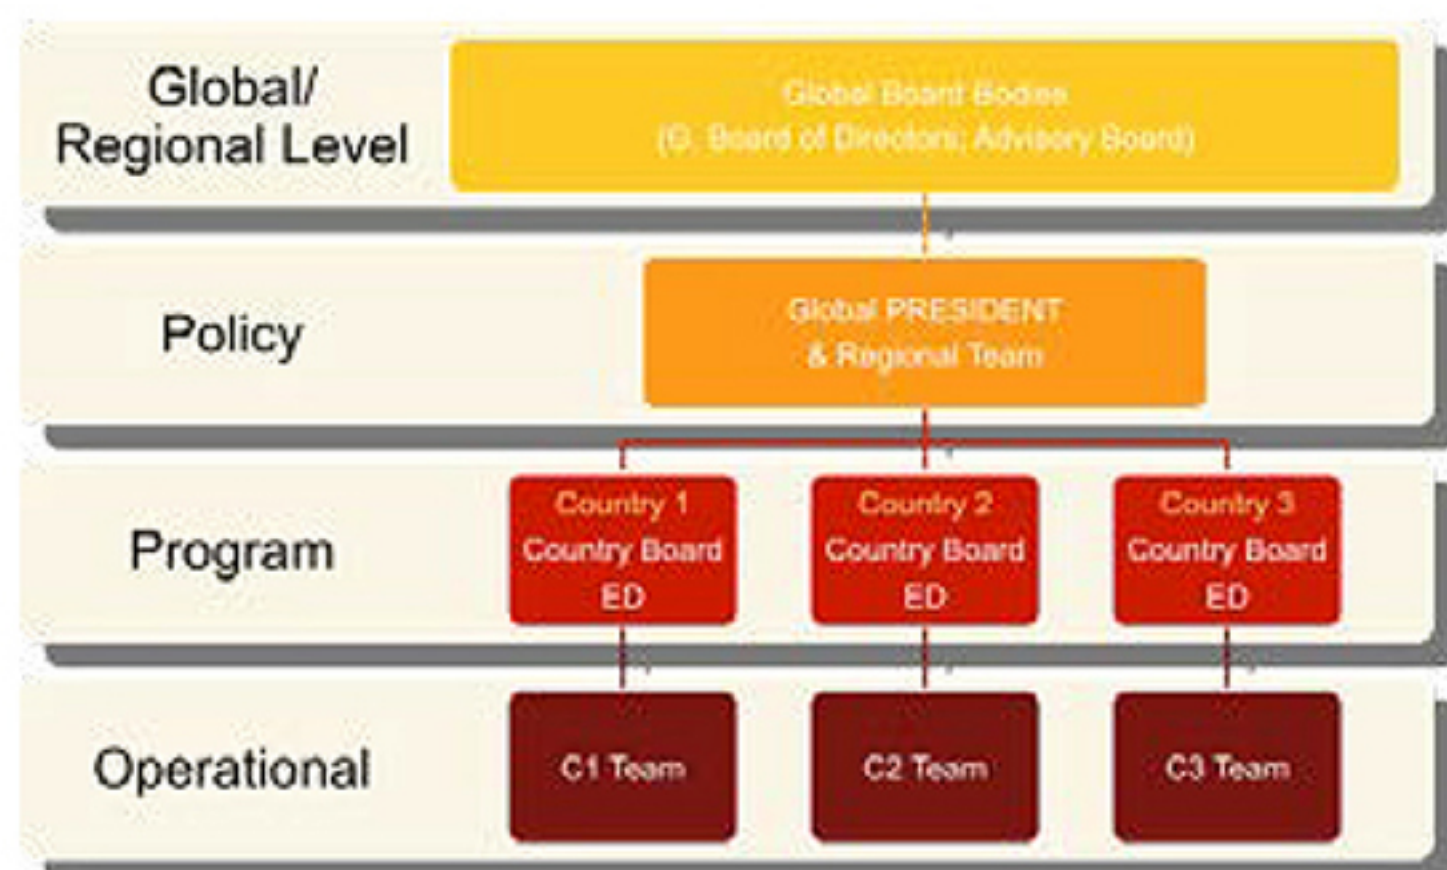 Global/
Regional Level
Global Board Bodies
(G. Board of Directors; Advisory Board)
Policy
Global PRESIDENT
& Regional Team
Program
Country 1
Country Board
ED
Country 2
Country Board
ED
Country 3
Country Board
ED
Operational
C1 Team
C2 Team
C3 Team